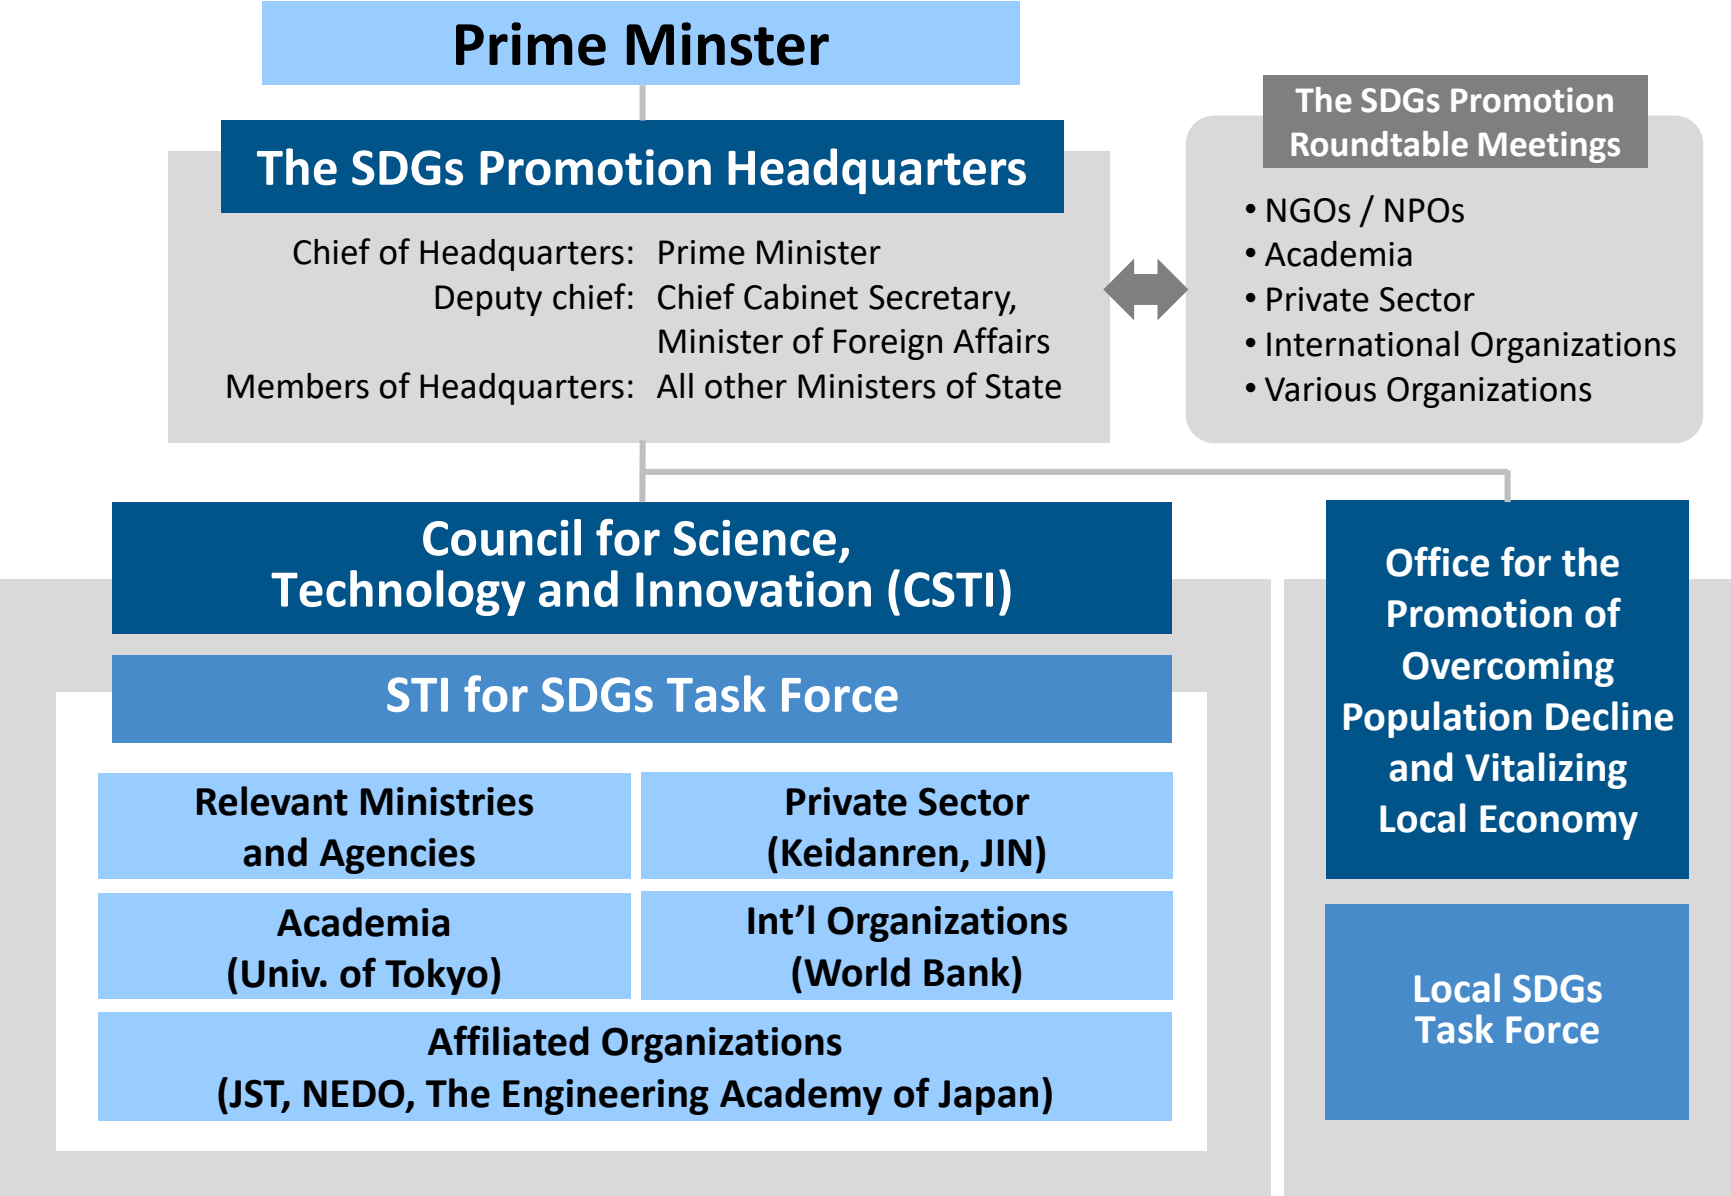 Prime Minster
The SDGs Promotion Headquarters
Chief of Headquarters: Prime Minister
Deputy chief: Chief Cabinet Secretary,
Minister of Foreign Affairs
Members of Headquarters: All other Ministers of State
The SDGs Promotion
Roundtable Meetings
• NGOs / NPOs
• Academia
• Private Sector
• International Organizations
• Various Organizations
Council for Science,
Technology and Innovation (CSTI)
STI for SDGs Task Force
Relevant Ministries
and Agencies
Private Sector
(Keidanren, JIN)
Academia
(Univ. of Tokyo)
Int’l Organizations
(World Bank)
Affiliated Organizations
(JST, NEDO, The Engineering Academy of Japan)
Office for the
Promotion of
Overcoming
Population Decline
and Vitalizing
Local Economy
Local SDGs
Task Force